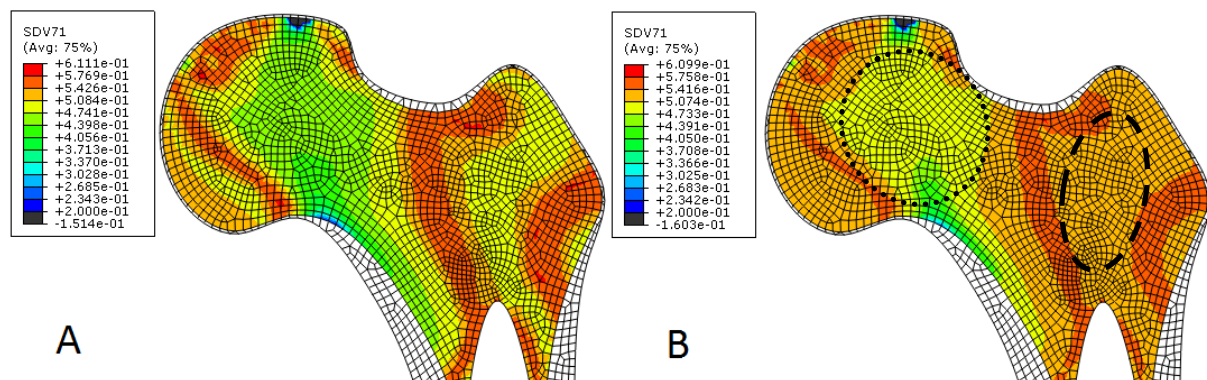 SDV71
(Avg: 75%)
+6.111e-01
+5.769e-01
+5.426e-01
+5.084e-01
+4.741e-01
+4.398e-01
+4.056e-01
+3.713e-01
+3.370e-01
+3.028e-01
+2.685e-01
+2.343e-01
+2.000e-01
-1.514e-01
A
SDV71
(Avg: 75%)
+6.099e-01
+5.758e-01
+5.416e-01
+5.074e-01
+4.733e-01
+4.391e-01
+4.050e-01
+3.708e-01
+3.366e-01
+3.025e-01
+2.683e-01
+2.342e-01
+2.000e-01
-1.603e-01
B